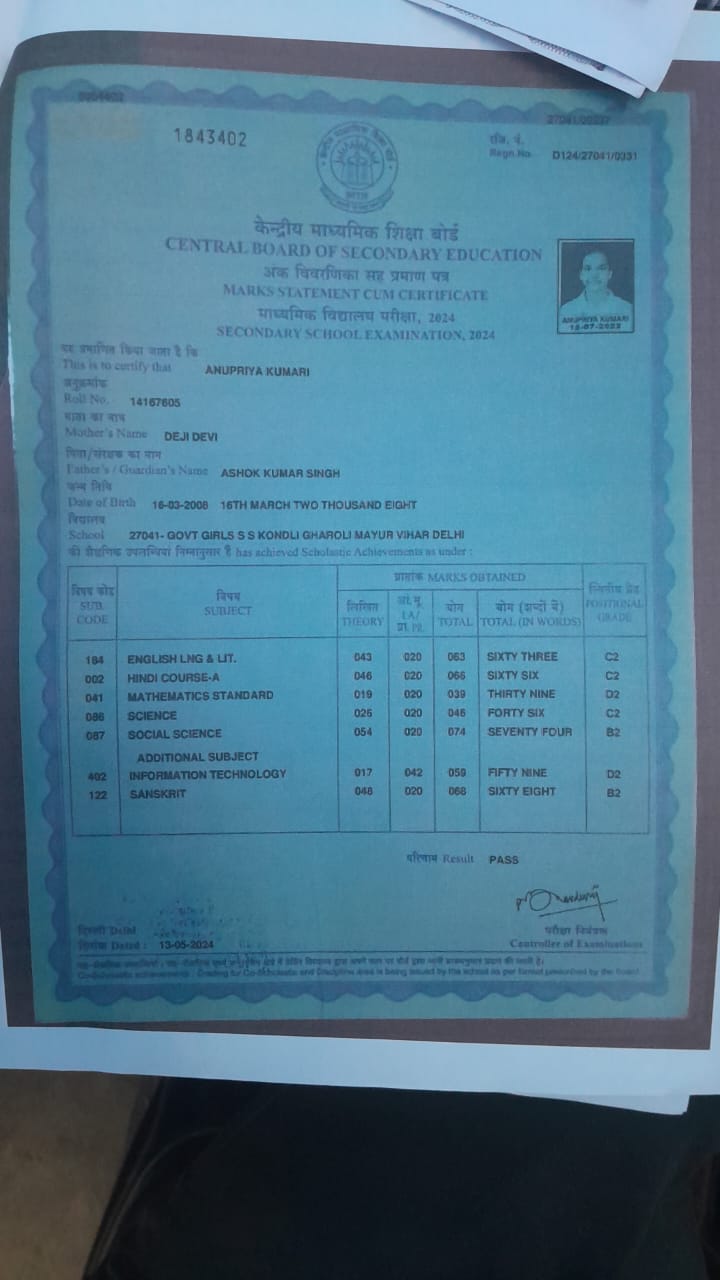 1843402
रजि. नं.
Regn.No. D124/27041/0331
केन्द्रीय माध्यमिक शिक्षा बोर्ड
CENTRAL BOARD OF SECONDARY EDUCATION
अंक विवरणिका सह प्रमाण पत्र
MARKS STATEMENT CUM CERTIFICATE
माध्यमिक विद्यालय परीक्षा, 2024
SECONDARY SCHOOL EXAMINATION, 2024
ANUPRIYA KUMARI
यह प्रमाणित किया जाता है कि
This is to certify that ANUPRIYA KUMARI
अनुक्रमांक
Roll No. 14167605
माता का नाम
Mother's Name DEJI DEVI
पिता/संरक्षक का नाम
Father's / Guardian's Name ASHOK KUMAR SINGH
जन्म तिथि
Date of Birth 16-03-2008 16TH MARCH TWO THOUSAND EIGHT
विद्यालय
School 27041- GOVT GIRLS S S KONDLI GHAROLI MAYUR VIHAR DELHI
की शैक्षणिक उपलब्धियां निम्नानुसार है has achieved Scholastic Achievements as under :
विषय कोड SUB. CODE विषय SUBJECT प्राप्तांक MARKS OBTAINED POSITIONAL GRADE
लिखित THEORY आं.मू. I.A/ प्रा. PR. योग TOTAL योग (शब्दों में) TOTAL (IN WORDS)
184 ENGLISH LNG & LIT. 043 020 063 SIXTY THREE C2
002 HINDI COURSE-A 046 020 066 SIXTY SIX C2
041 MATHEMATICS STANDARD 019 020 039 THIRTY NINE D2
086 SCIENCE 026 020 046 FORTY SIX C2
087 SOCIAL SCIENCE 054 020 074 SEVENTY FOUR B2
ADDITIONAL SUBJECT
402 INFORMATION TECHNOLOGY 017 042 059 FIFTY NINE D2
122 SANSKRIT 048 020 068 SIXTY EIGHT B2
परिणाम Result PASS
दिल्ली Delhi
दिनांक Dated : 13-05-2024
परीक्षा नियंत्रक
Controller of Examinations